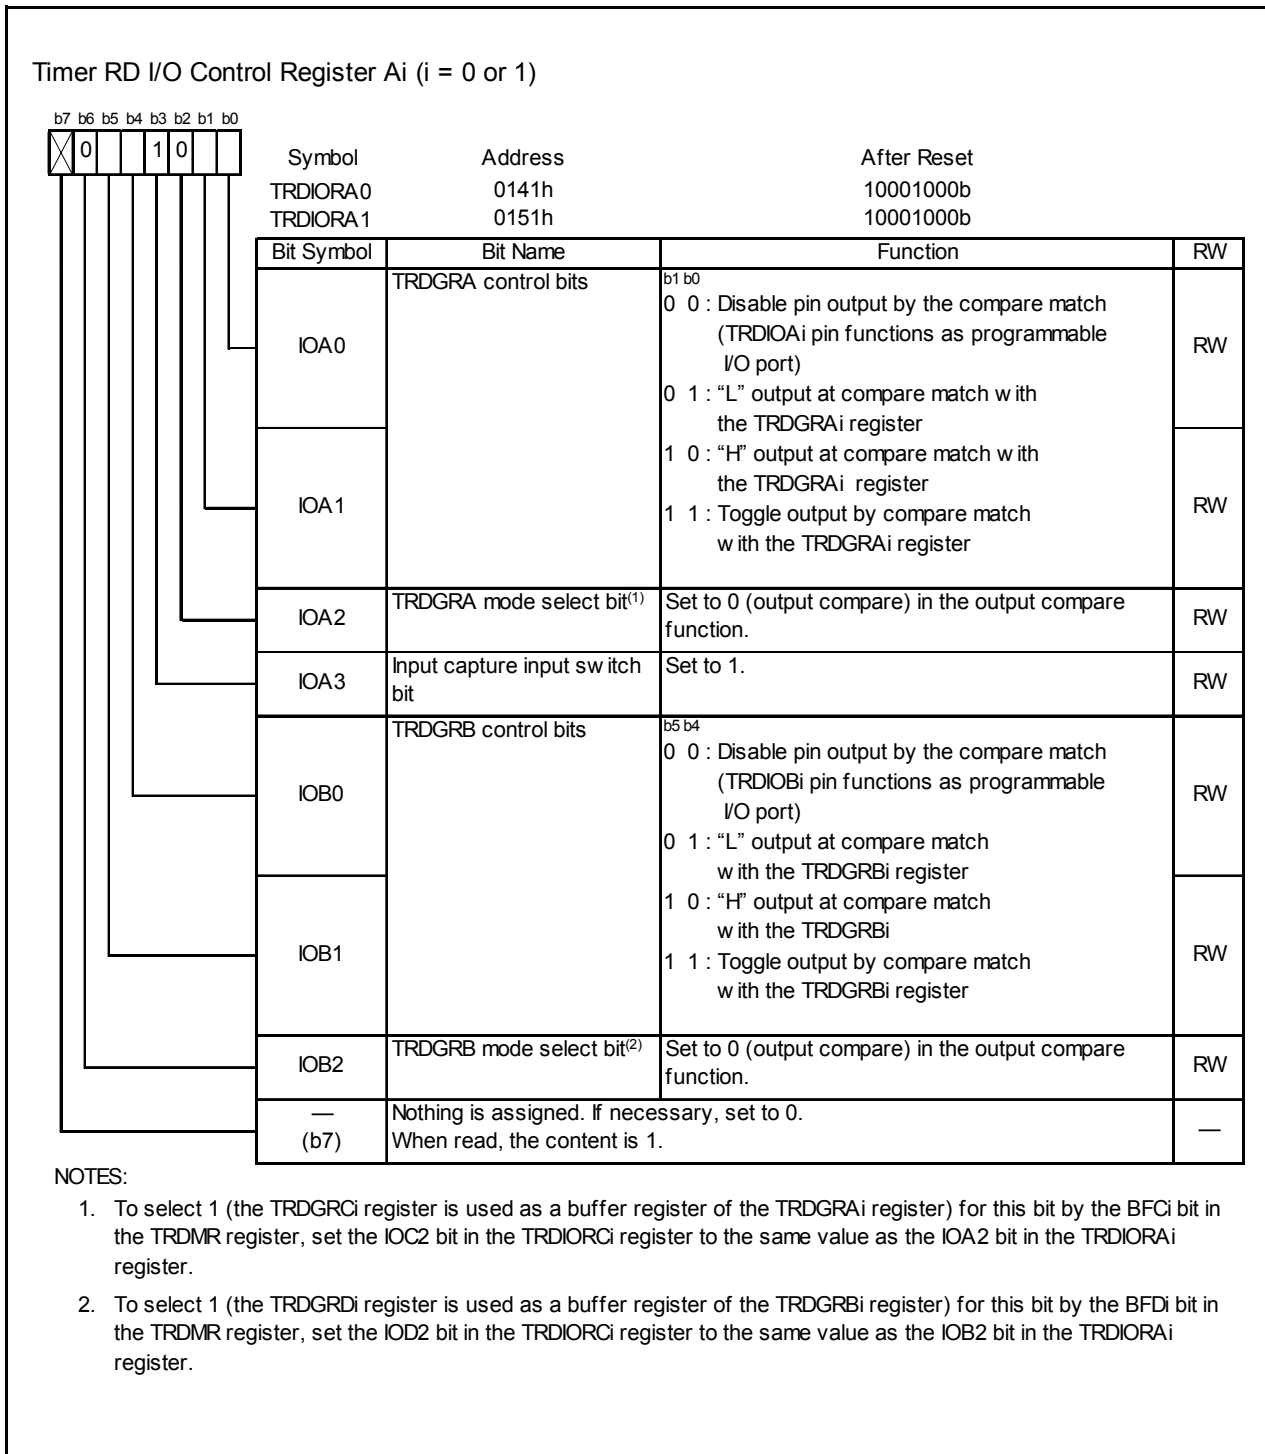 Timer RD I/O Control Register Ai (i = 0 or 1)
b7 b6 b5 b4 b3 b2 b1 b0
0 1 0
Symbol Address After Reset
TRDIORA0 0141h 10001000b
TRDIORA1 0151h 10001000b
Bit Symbol Bit Name Function RW
IOA0
IOA1
TRDGRA control bits
b1 b0
0 0 : Disable pin output by the compare match
(TRDIOAi pin functions as programmable
I/O port)
0 1 : “L” output at compare match with
the TRDGRAi register
1 0 : “H” output at compare match with
the TRDGRAi register
1 1 : Toggle output by compare match
with the TRDGRAi register
RW
RW
IOA2
TRDGRA mode select bit(1)
Set to 0 (output compare) in the output compare
function.
RW
IOA3
Input capture input switch
bit
Set to 1.
RW
IOB0
IOB1
TRDGRB control bits
b5 b4
0 0 : Disable pin output by the compare match
(TRDIOBi pin functions as programmable
I/O port)
0 1 : “L” output at compare match
with the TRDGRBi register
1 0 : “H” output at compare match
with the TRDGRBi
1 1 : Toggle output by compare match
with the TRDGRBi register
RW
RW
IOB2
TRDGRB mode select bit(2)
Set to 0 (output compare) in the output compare
function.
RW
—
(b7)
Nothing is assigned. If necessary, set to 0.
When read, the content is 1.
—
NOTES:
1. To select 1 (the TRDGRCi register is used as a buffer register of the TRDGRAi register) for this bit by the BFCi bit in
the TRDMR register, set the IOC2 bit in the TRDIORCi register to the same value as the IOA2 bit in the TRDIORAi
register.
2. To select 1 (the TRDGRDi register is used as a buffer register of the TRDGRBi register) for this bit by the BFDi bit in
the TRDMR register, set the IOD2 bit in the TRDIORCi register to the same value as the IOB2 bit in the TRDIORAi
register.